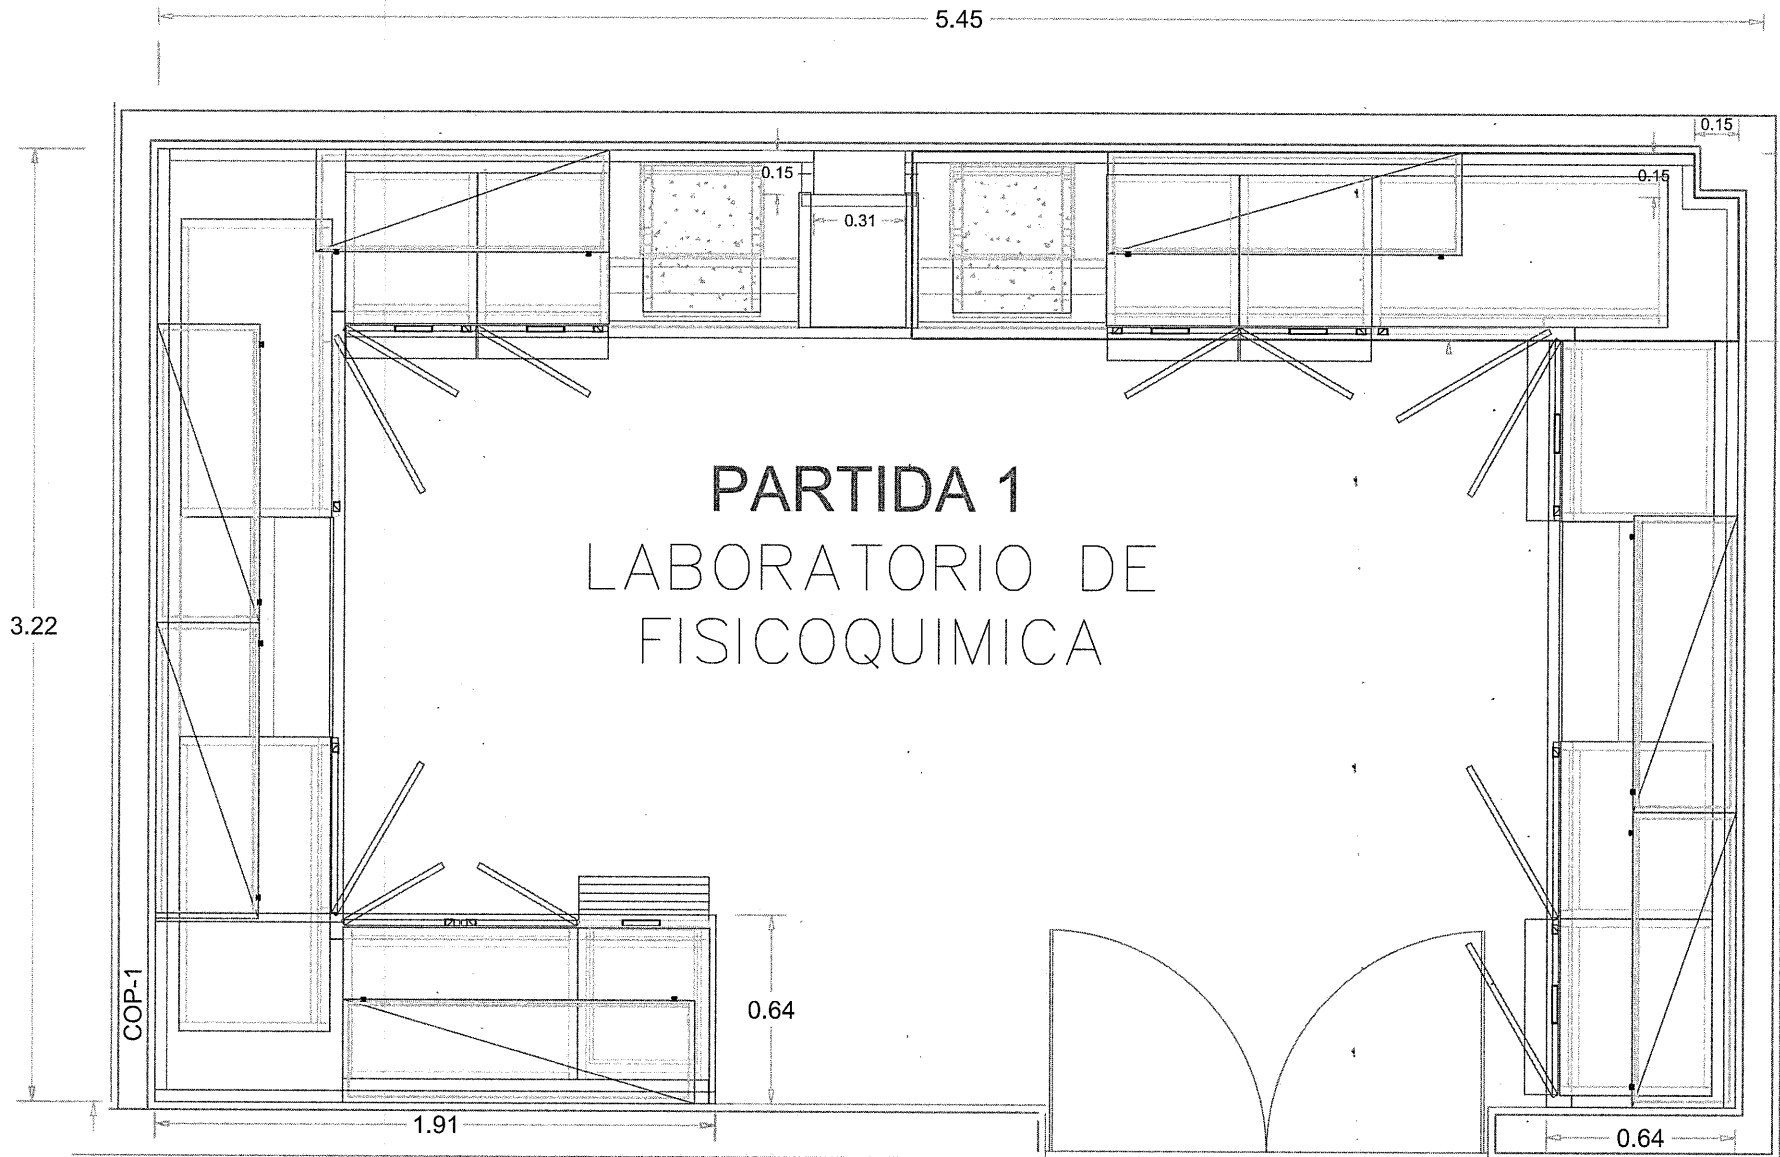 5.45
0.15
0.15
0.15
0.31
PARTIDA 1
LABORATORIO DE
FISICOQUIMICA
3.22
COP-1
0.64
1.91
0.64